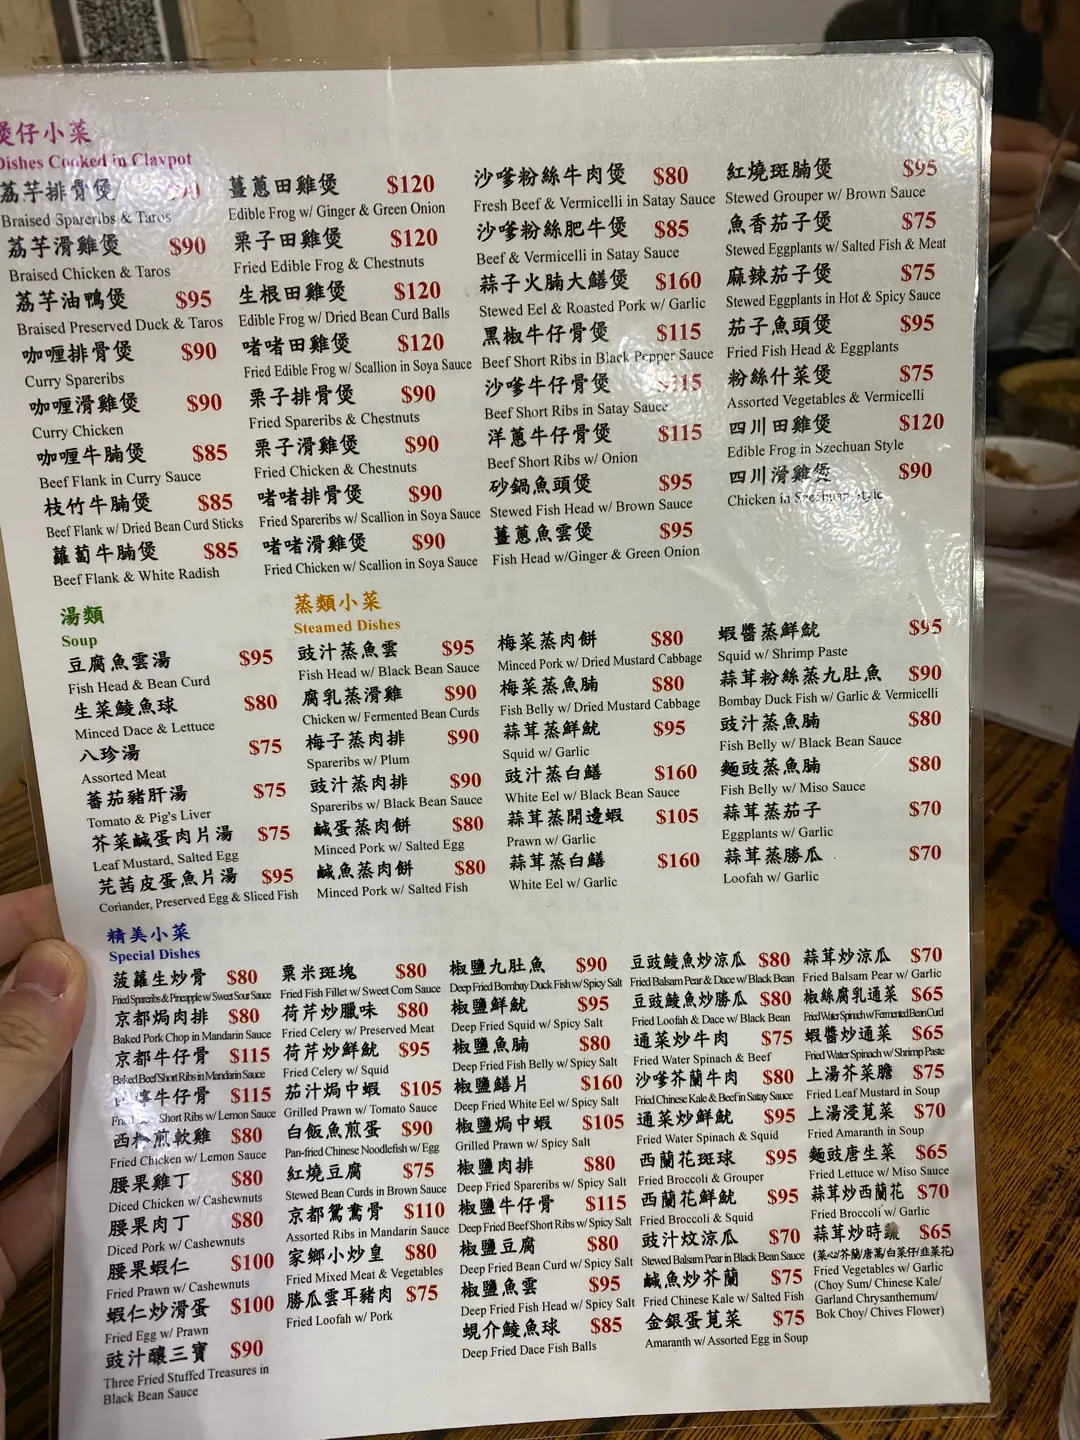 煲仔小菜
Dishes Cooked in Claypot
荔芋排骨煲
Braised Spareribs & Taros
荔芋滑雞煲 $90
Braised Chicken & Taros
荔芋油鴨煲 $95
Braised Preserved Duck & Taros
咖喱排骨煲 $90
Curry Spareribs
咖喱滑雞煲 $90
Curry Chicken
咖喱牛腩煲 $85
Beef Flank in Curry Sauce
枝竹牛腩煲 $85
Beef Flank w/ Dried Bean Curd Sticks
蘿蔔牛腩煲 $85
Beef Flank & White Radish
薑蔥田雞煲 $120
Edible Frog w/ Ginger & Green Onion
栗子田雞煲 $120
Fried Edible Frog & Chestnuts
生根田雞煲 $120
Edible Frog w/ Dried Bean Curd Balls
啫啫田雞煲 $120
Fried Edible Frog w/ Scallion in Soya Sauce
栗子排骨煲 $90
Fried Spareribs & Chestnuts
栗子滑雞煲 $90
Fried Chicken & Chestnuts
啫啫排骨煲 $90
Fried Spareribs w/ Scallion in Soya Sauce
啫啫滑雞煲 $90
Fried Chicken w/ Scallion in Soya Sauce
沙嗲粉絲牛肉煲 $80
Fresh Beef & Vermicelli in Satay Sauce
沙嗲粉絲肥牛煲 $85
Beef & Vermicelli in Satay Sauce
蒜子火腩大鱔煲 $160
Stewed Eel & Roasted Pork w/ Garlic
黑椒牛仔骨煲 $115
Beef Short Ribs in Black Pepper Sauce
沙嗲牛仔骨煲 $115
Beef Short Ribs in Satay Sauce
洋蔥牛仔骨煲 $115
Beef Short Ribs w/ Onion
砂鍋魚頭煲 $95
Stewed Fish Head w/ Brown Sauce
薑蔥魚雲煲 $95
Fish Head w/Ginger & Green Onion
紅燒斑腩煲 $95
Stewed Grouper w/ Brown Sauce
魚香茄子煲 $75
Stewed Eggplants w/ Salted Fish & Meat
麻辣茄子煲 $75
Stewed Eggplants in Hot & Spicy Sauce
茄子魚頭煲 $95
Fried Fish Head & Eggplants
粉絲什菜煲 $75
Assorted Vegetables & Vermicelli
四川田雞煲 $120
Edible Frog in Szechuan Style
四川滑雞煲 $90
Chicken in Szechuan Style
湯類
Soup
豆腐魚雲湯 $95
Fish Head & Bean Curd
生菜鯪魚球 $80
Minced Dace & Lettuce
八珍湯 $75
Assorted Meat
蕃茄豬肝湯 $75
Tomato & Pig's Liver
芥菜鹹蛋肉片湯 $75
Leaf Mustard, Salted Egg
芫茜皮蛋魚片湯 $95
Coriander, Preserved Egg & Sliced Fish
蒸類小菜
Steamed Dishes
豉汁蒸魚雲 $95
Fish Head w/ Black Bean Sauce
腐乳蒸滑雞 $90
Chicken w/ Fermented Bean Curds
梅子蒸肉排 $90
Spareribs w/ Plum
豉汁蒸肉排 $90
Spareribs w/ Black Bean Sauce
鹹蛋蒸肉餅 $80
Minced Pork w/ Salted Egg
鹹魚蒸肉餅 $80
Minced Pork w/ Salted Fish
梅菜蒸肉餅 $80
Minced Pork w/ Dried Mustard Cabbage
梅菜蒸魚腩 $80
Fish Belly w/ Dried Mustard Cabbage
蒜茸蒸鮮魷 $95
Squid w/ Garlic
豉汁蒸白鱔 $160
White Eel w/ Black Bean Sauce
蒜茸蒸開邊蝦 $105
Prawn w/ Garlic
蒜茸蒸白鱔 $160
White Eel w/ Garlic
蝦醬蒸鮮魷 $95
Squid w/ Shrimp Paste
蒜茸粉絲蒸九肚魚 $90
Bombay Duck Fish w/ Garlic & Vermicelli
豉汁蒸魚腩 $80
Fish Belly w/ Black Bean Sauce
麵豉蒸魚腩 $80
Fish Belly w/ Miso Sauce
蒜茸蒸茄子 $70
Eggplants w/ Garlic
蒜茸蒸勝瓜 $70
Loofah w/ Garlic
精美小菜
Special Dishes
菠蘿生炒骨 $80
Fried Spareribs & Pineapple w/ Sweet Sour Sauce
京都焗肉排 $80
Baked Pork Chop in Mandarin Sauce
京都牛仔骨 $115
Baked Beef Short Ribs in Mandarin Sauce
牛仔骨 $115
Short Ribs w/ Lemon Sauce
西檸煎軟雞 $80
Fried Chicken w/ Lemon Sauce
腰果雞丁 $80
Diced Chicken w/ Cashewnuts
腰果肉丁 $80
Diced Pork w/ Cashewnuts
腰果蝦仁 $100
Fried Prawn w/ Cashewnuts
蝦仁炒滑蛋 $100
Fried Egg w/ Prawn
豉汁釀三寶 $90
Three Fried Stuffed Treasures in
Black Bean Sauce
粟米斑塊 $80
Fried Fish Fillet w/ Sweet Corn Sauce
荷芹炒臘味 $80
Fried Celery w/ Preserved Meat
荷芹炒鮮魷 $95
Fried Celery w/ Squid
茄汁焗中蝦 $105
Grilled Prawn w/ Tomato Sauce
白飯魚煎蛋 $90
Pan-fried Chinese Noodlefish w/ Egg
紅燒豆腐 $75
Stewed Bean Curds in Brown Sauce
京都鴛鴦骨 $110
Assorted Ribs in Mandarin Sauce
家鄉小炒皇 $80
Fried Mixed Meat & Vegetables
勝瓜雲耳豬肉 $75
Fried Loofah w/ Pork
椒鹽九肚魚 $90
Deep Fried Bombay Duck Fish w/ Spicy Salt
椒鹽鮮魷 $95
Deep Fried Squid w/ Spicy Salt
椒鹽魚腩 $80
Deep Fried Fish Belly w/ Spicy Salt
椒鹽鱔片 $160
Deep Fried White Eel w/ Spicy Salt
椒鹽焗中蝦 $105
Grilled Prawn w/ Spicy Salt
椒鹽肉排 $80
Deep Fried Spareribs w/ Spicy Salt
椒鹽牛仔骨 $115
Deep Fried Beef Short Ribs w/ Spicy Salt
椒鹽豆腐 $80
Deep Fried Bean Curd w/ Spicy Salt
椒鹽魚雲 $95
Deep Fried Fish Head w/ Spicy Salt
蜆介鯪魚球 $85
Deep Fried Dace Fish Balls
豆豉鯪魚炒涼瓜 $80
Fried Balsam Pear & Dace w/ Black Bean
豆豉鯪魚炒勝瓜 $80
Fried Loofah & Dace w/ Black Bean
通菜炒牛肉 $75
Fried Water Spinach & Beef
沙嗲芥蘭牛肉 $80
Fried Chinese Kale & Beef in Satay Sauce
通菜炒鮮魷 $95
Fried Water Spinach & Squid
西蘭花斑球 $95
Fried Broccoli & Grouper
西蘭花鮮魷 $95
Fried Broccoli & Squid
豉汁炆涼瓜 $70
Stewed Balsam Pear in Black Bean Sauce
鹹魚炒芥蘭 $75
Fried Chinese Kale w/ Salted Fish
金銀蛋莧菜 $75
Amaranth w/ Assorted Egg in Soup
蒜茸炒涼瓜 $70
Fried Balsam Pear w/ Garlic
椒絲腐乳通菜 $65
Fried Water Spinach w/ Fermented Bean Curd
蝦醬炒通菜 $65
Fried Water Spinach w/ Shrimp Paste
上湯芥菜膽 $75
Fried Leaf Mustard in Soup
上湯浸莧菜 $70
Fried Amaranth in Soup
麵豉唐生菜 $65
Fried Lettuce w/ Miso Sauce
蒜茸炒西蘭花 $70
Fried Broccoli w/ Garlic
蒜茸炒時蔬 $65
(菜心/芥蘭/唐蒿/白菜仔/韭菜花)
Fried Vegetables w/ Garlic
(Choy Sum/ Chinese Kale/
Garland Chrysanthemum/
Bok Choy/ Chives Flower)